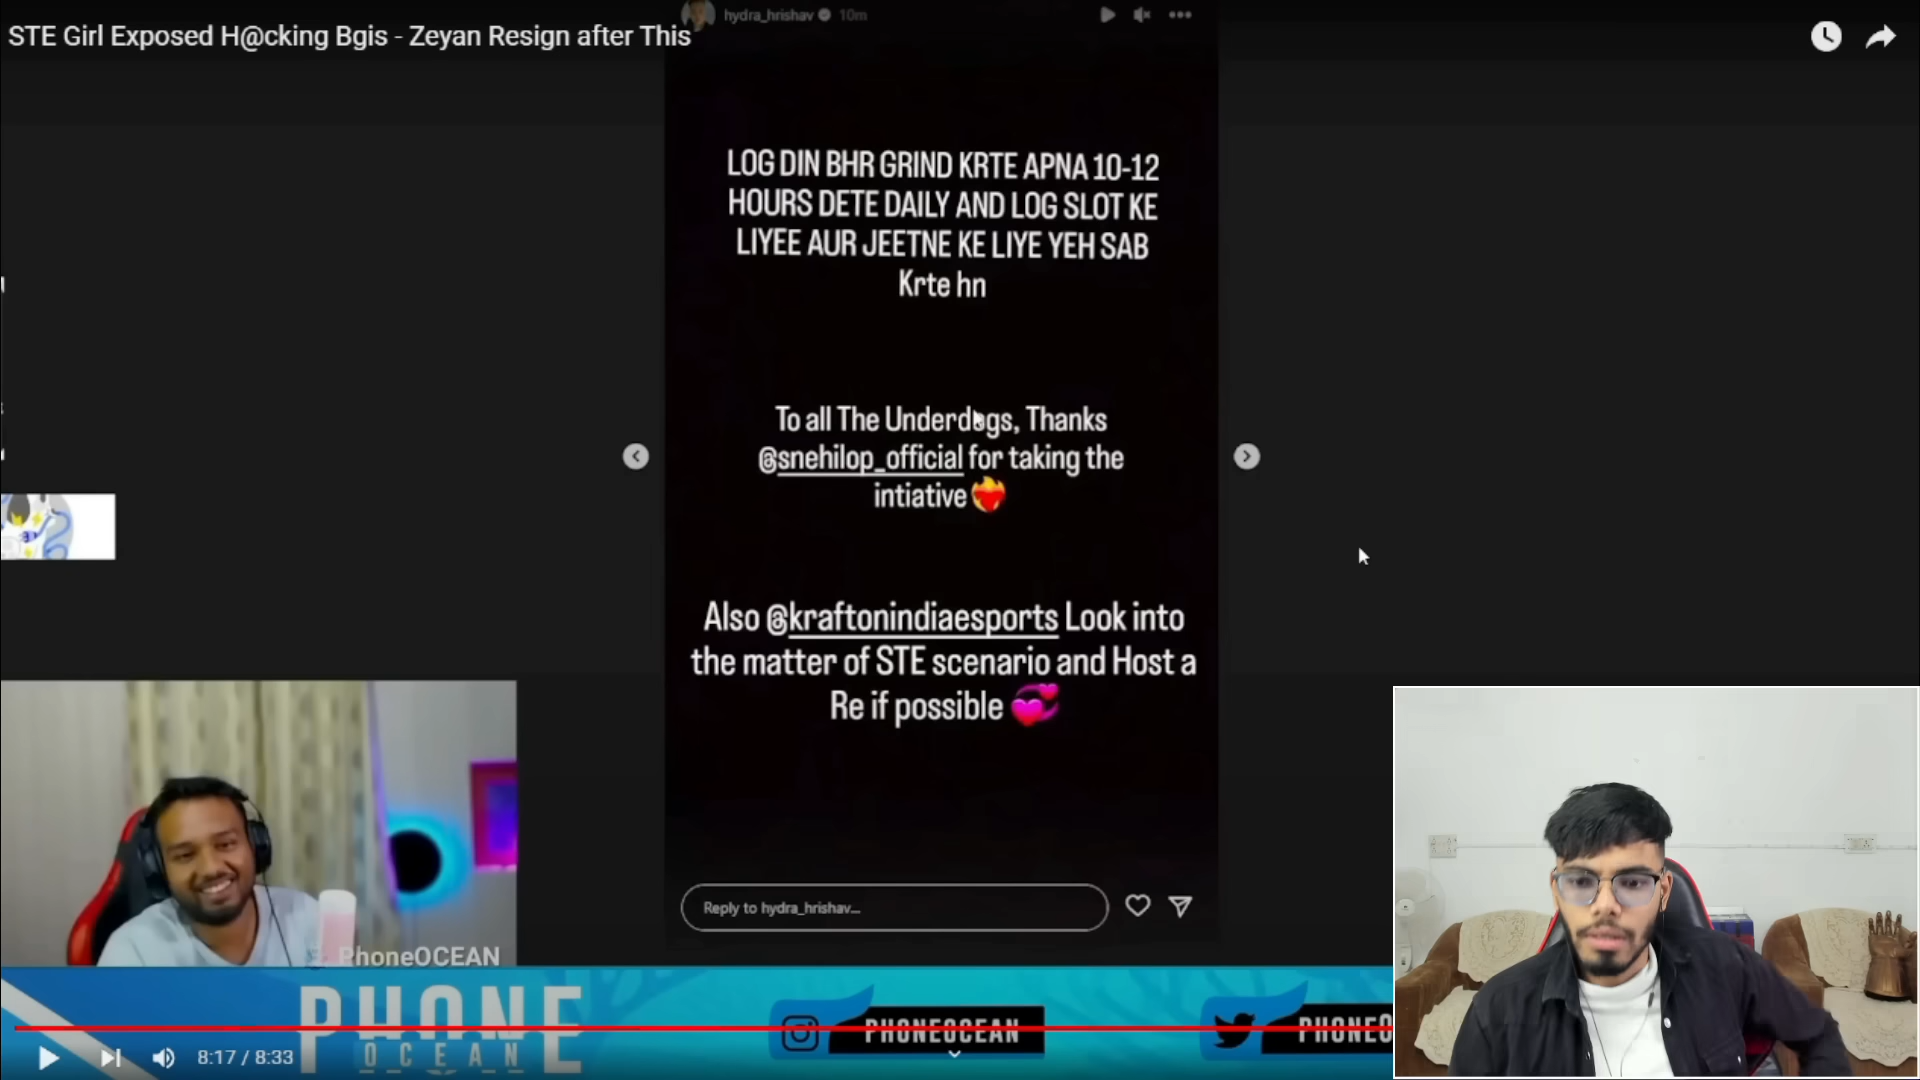 STE Girl Exposed H@cking Bgis - Zeyan Resign after This
hydra_hrishav 10m
LOG DIN BHR GRIND KRTE APNA 10-12
HOURS DETE DAILY AND LOG SLOT KE
LIYEE AUR JEETNE KE LIYE YEH SAB
Krte hn
To all The Underdogs, Thanks
@snehilop_official for taking the
intiative
Also @kraftonindiaesports Look into
the matter of STE scenario and Host a
Re if possible
Reply to hydra_hrishav...
PhoneOCEAN
PHONE
OCEAN
PHONEOCEAN
PHONEO
8:17 / 8:33